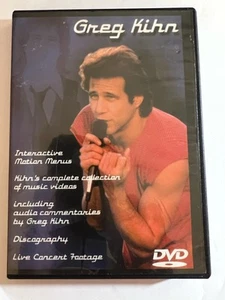 Greg Kihn
Interactive
Motion Menus
Kihn's complete collection
of music videos
including
audio commentaries
by Greg Kihn
Discography
Live Concert Footage
DVD